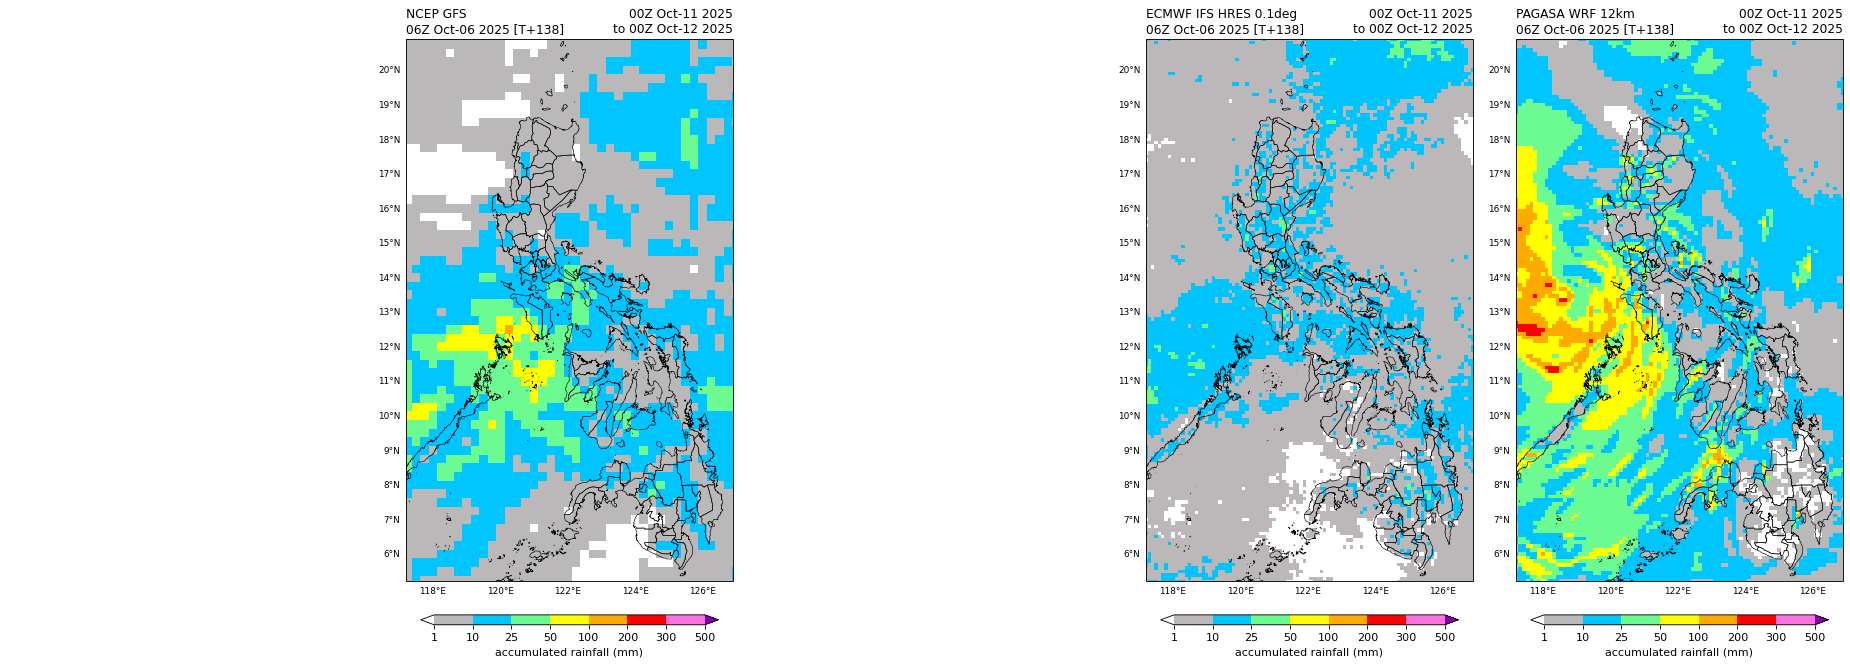 NCEP GFS 00Z Oct-11 2025
06Z Oct-06 2025 [T+138] to 00Z Oct-12 2025
20°N
19°N
18°N
17°N
16°N
15°N
14°N
13°N
12°N
11°N
10°N
9°N
8°N
7°N
6°N
118°E 120°E 122°E 124°E 126°E
1 10 25 50 100 200 300 500
accumulated rainfall (mm)
ECMWF IFS HRES 0.1deg 00Z Oct-11 2025
06Z Oct-06 2025 [T+138] to 00Z Oct-12 2025
20°N
19°N
18°N
17°N
16°N
15°N
14°N
13°N
12°N
11°N
10°N
9°N
8°N
7°N
6°N
118°E 120°E 122°E 124°E 126°E
1 10 25 50 100 200 300 500
accumulated rainfall (mm)
PAGASA WRF 12km 00Z Oct-11 2025
06Z Oct-06 2025 [T+138] to 00Z Oct-12 2025
20°N
19°N
18°N
17°N
16°N
15°N
14°N
13°N
12°N
11°N
10°N
9°N
8°N
7°N
6°N
118°E 120°E 122°E 124°E 126°E
1 10 25 50 100 200 300 500
accumulated rainfall (mm)